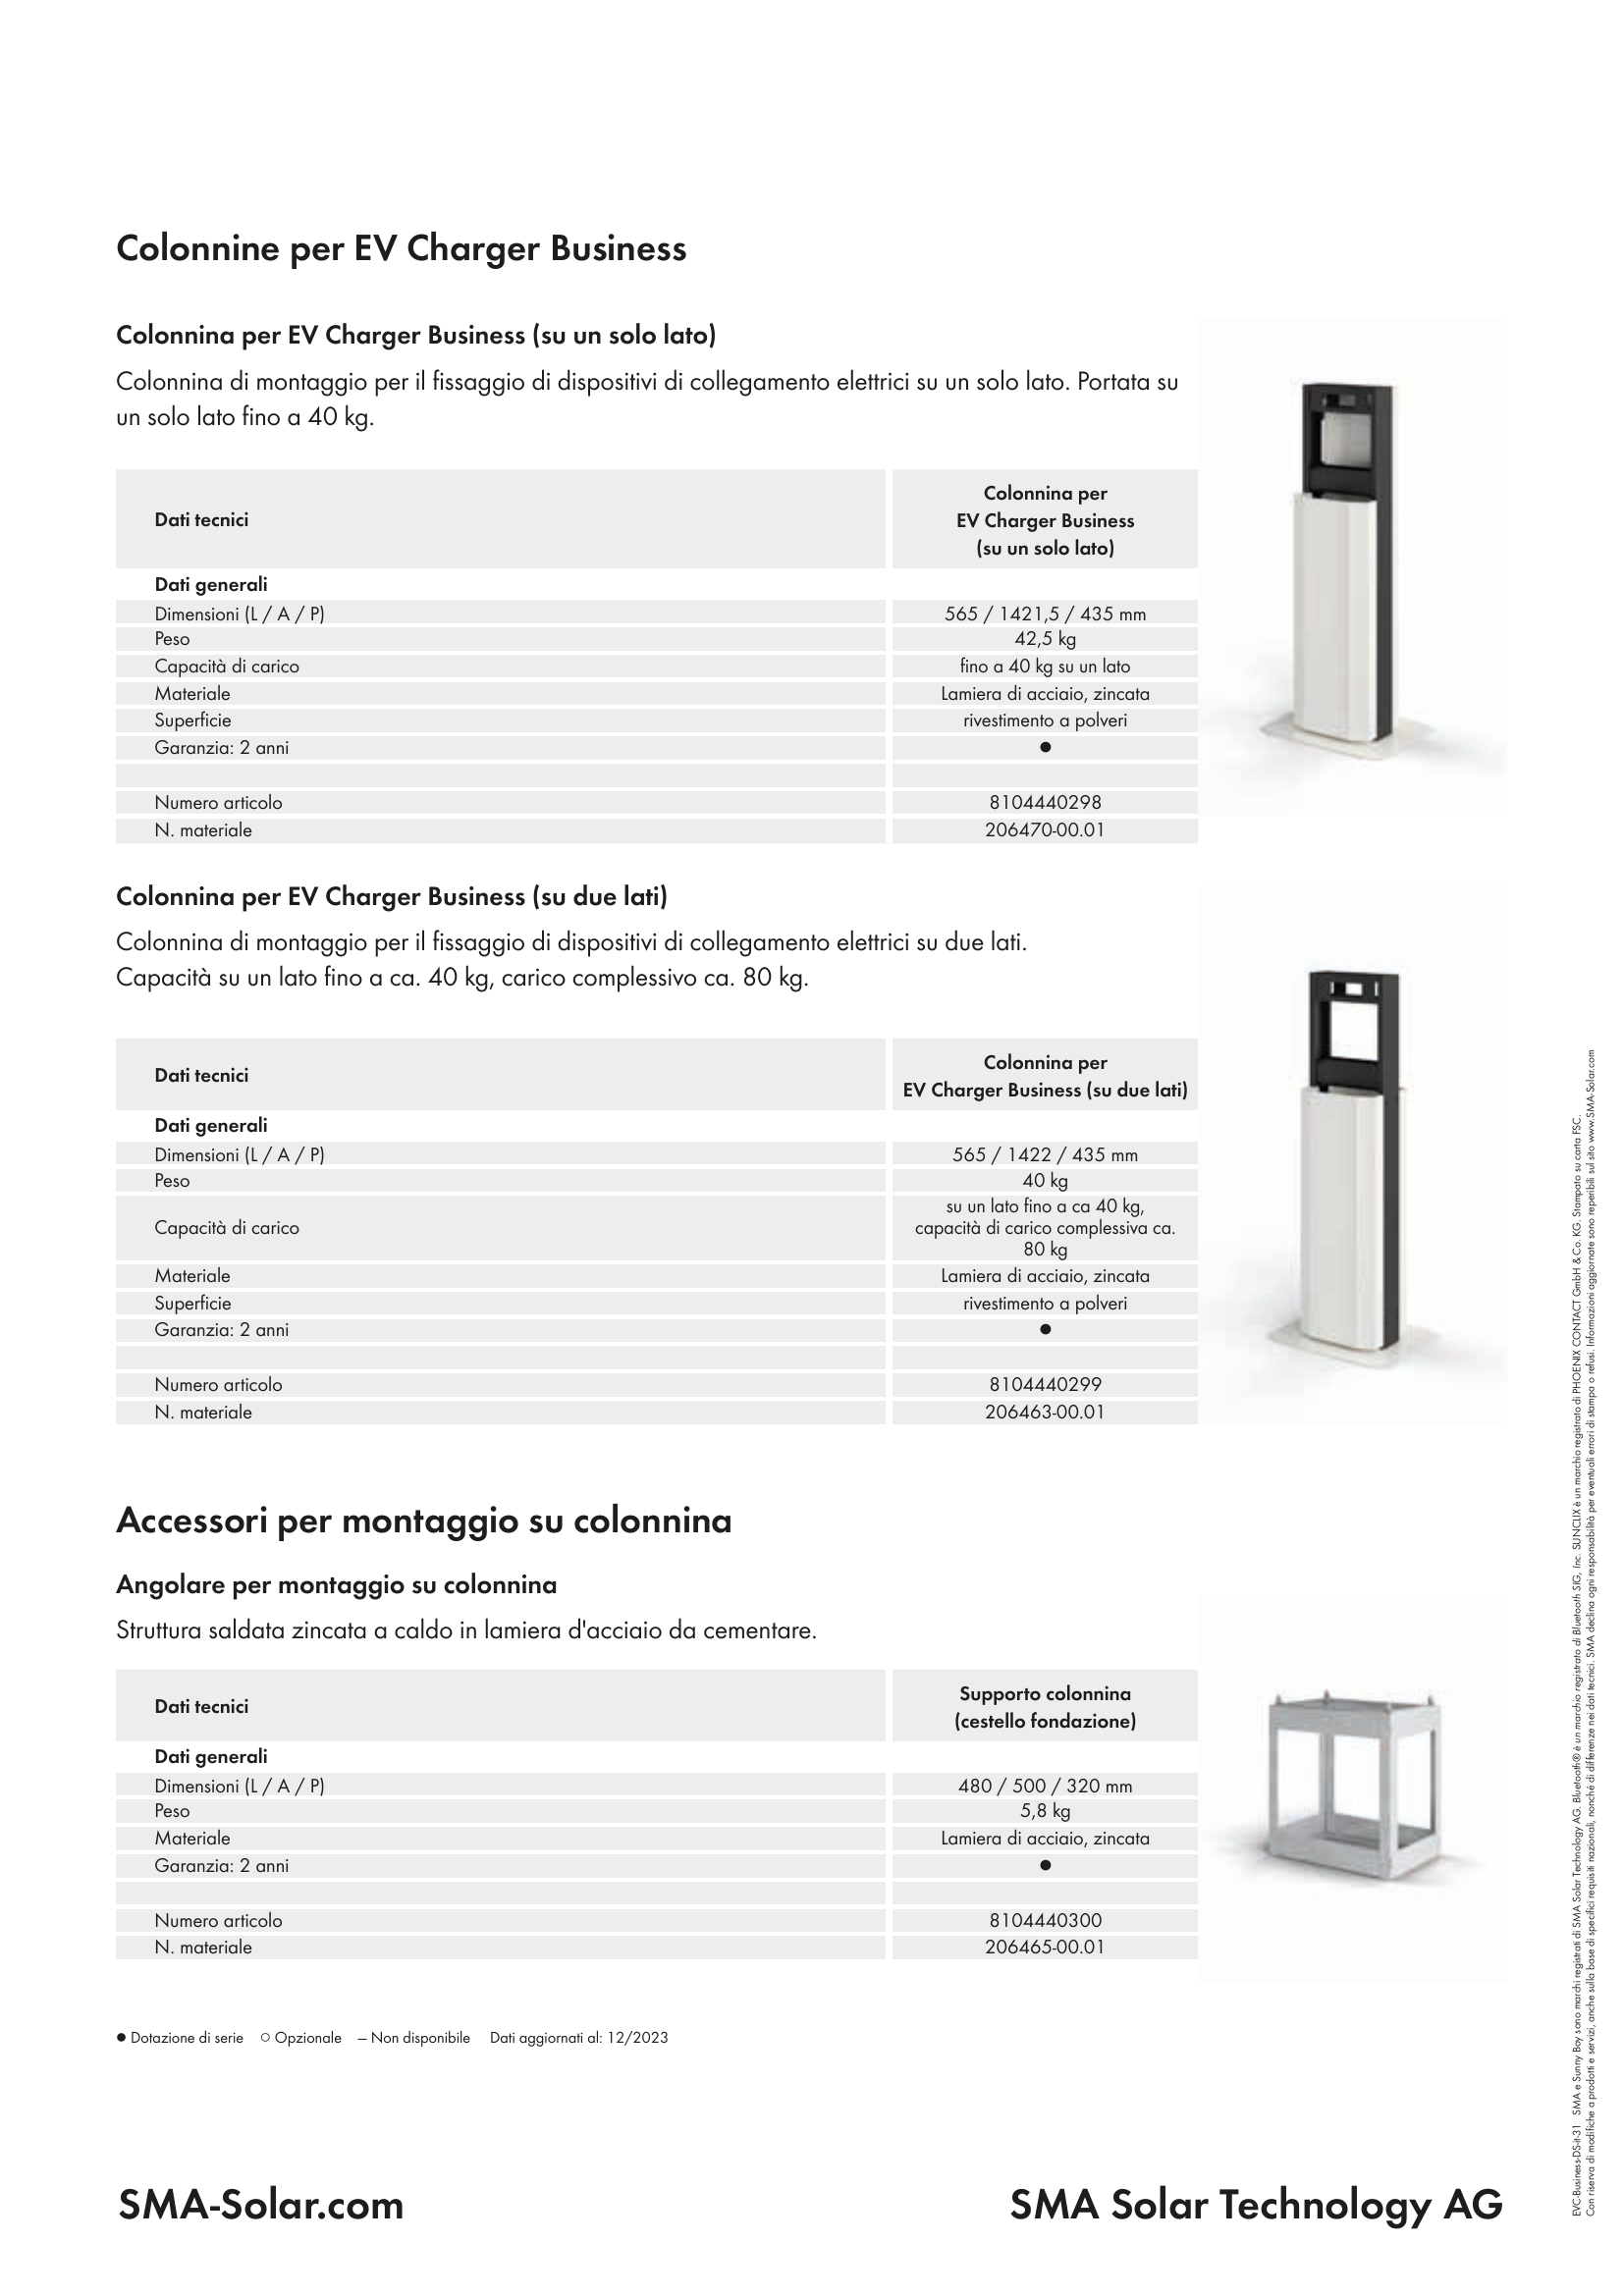 Colonnine per EV Charger Business
Colonnina per EV Charger Business (su un solo lato)
Colonnina di montaggio per il fissaggio di dispositivi di collegamento elettrici su un solo lato. Portata su
un solo lato fino a 40 kg.
Dati tecnici
Colonnina per
EV Charger Business
(su un solo lato)
Dati generali
Dimensioni (L / A / P) 565 / 1421,5 / 435 mm
Peso 42,5 kg
Capacità di carico fino a 40 kg su un lato
Materiale Lamiera di acciaio, zincata
Superficie rivestimento a polveri
Garanzia: 2 anni ●
Numero articolo 8104440298
N. materiale 206470-00.01
Colonnina per EV Charger Business (su due lati)
Colonnina di montaggio per il fissaggio di dispositivi di collegamento elettrici su due lati.
Capacità su un lato fino a ca. 40 kg, carico complessivo ca. 80 kg.
Dati tecnici
Colonnina per
EV Charger Business (su due lati)
Dati generali
Dimensioni (L / A / P) 565 / 1422 / 435 mm
Peso 40 kg
Capacità di carico
su un lato fino a ca 40 kg,
capacità di carico complessiva ca.
80 kg
Materiale Lamiera di acciaio, zincata
Superficie rivestimento a polveri
Garanzia: 2 anni ●
Numero articolo 8104440299
N. materiale 206463-00.01
Accessori per montaggio su colonnina
Angolare per montaggio su colonnina
Struttura saldata zincata a caldo in lamiera d'acciaio da cementare.
Dati tecnici
Supporto colonnina
(cestello fondazione)
Dati generali
Dimensioni (L / A / P) 480 / 500 / 320 mm
Peso 5,8 kg
Materiale Lamiera di acciaio, zincata
Garanzia: 2 anni ●
Numero articolo 8104440300
N. materiale 206465-00.01
● Dotazione di serie ○ Opzionale — Non disponibile Dati aggiornati al: 12/2023
SMA-Solar.com
SMA Solar Technology AG
EVC-Business-DS-it-31 SMA e Sunny Boy sono marchi registrati di SMA Solar Technology AG. Bluetooth® è un marchio registrato di Bluetooth SIG, Inc. SUNCLIX è un marchio registrato di PHOENIX CONTACT GmbH & Co. KG. Stampato su carta FSC.
Con riserva di modifiche a prodotti e servizi, anche sulla base di specifici requisiti nazionali, nonché di differenze nei dati tecnici. SMA declina ogni responsabilità per eventuali errori di stampa o refusi. Informazioni aggiornate sono reperibili sul sito www.SMA-Solar.com